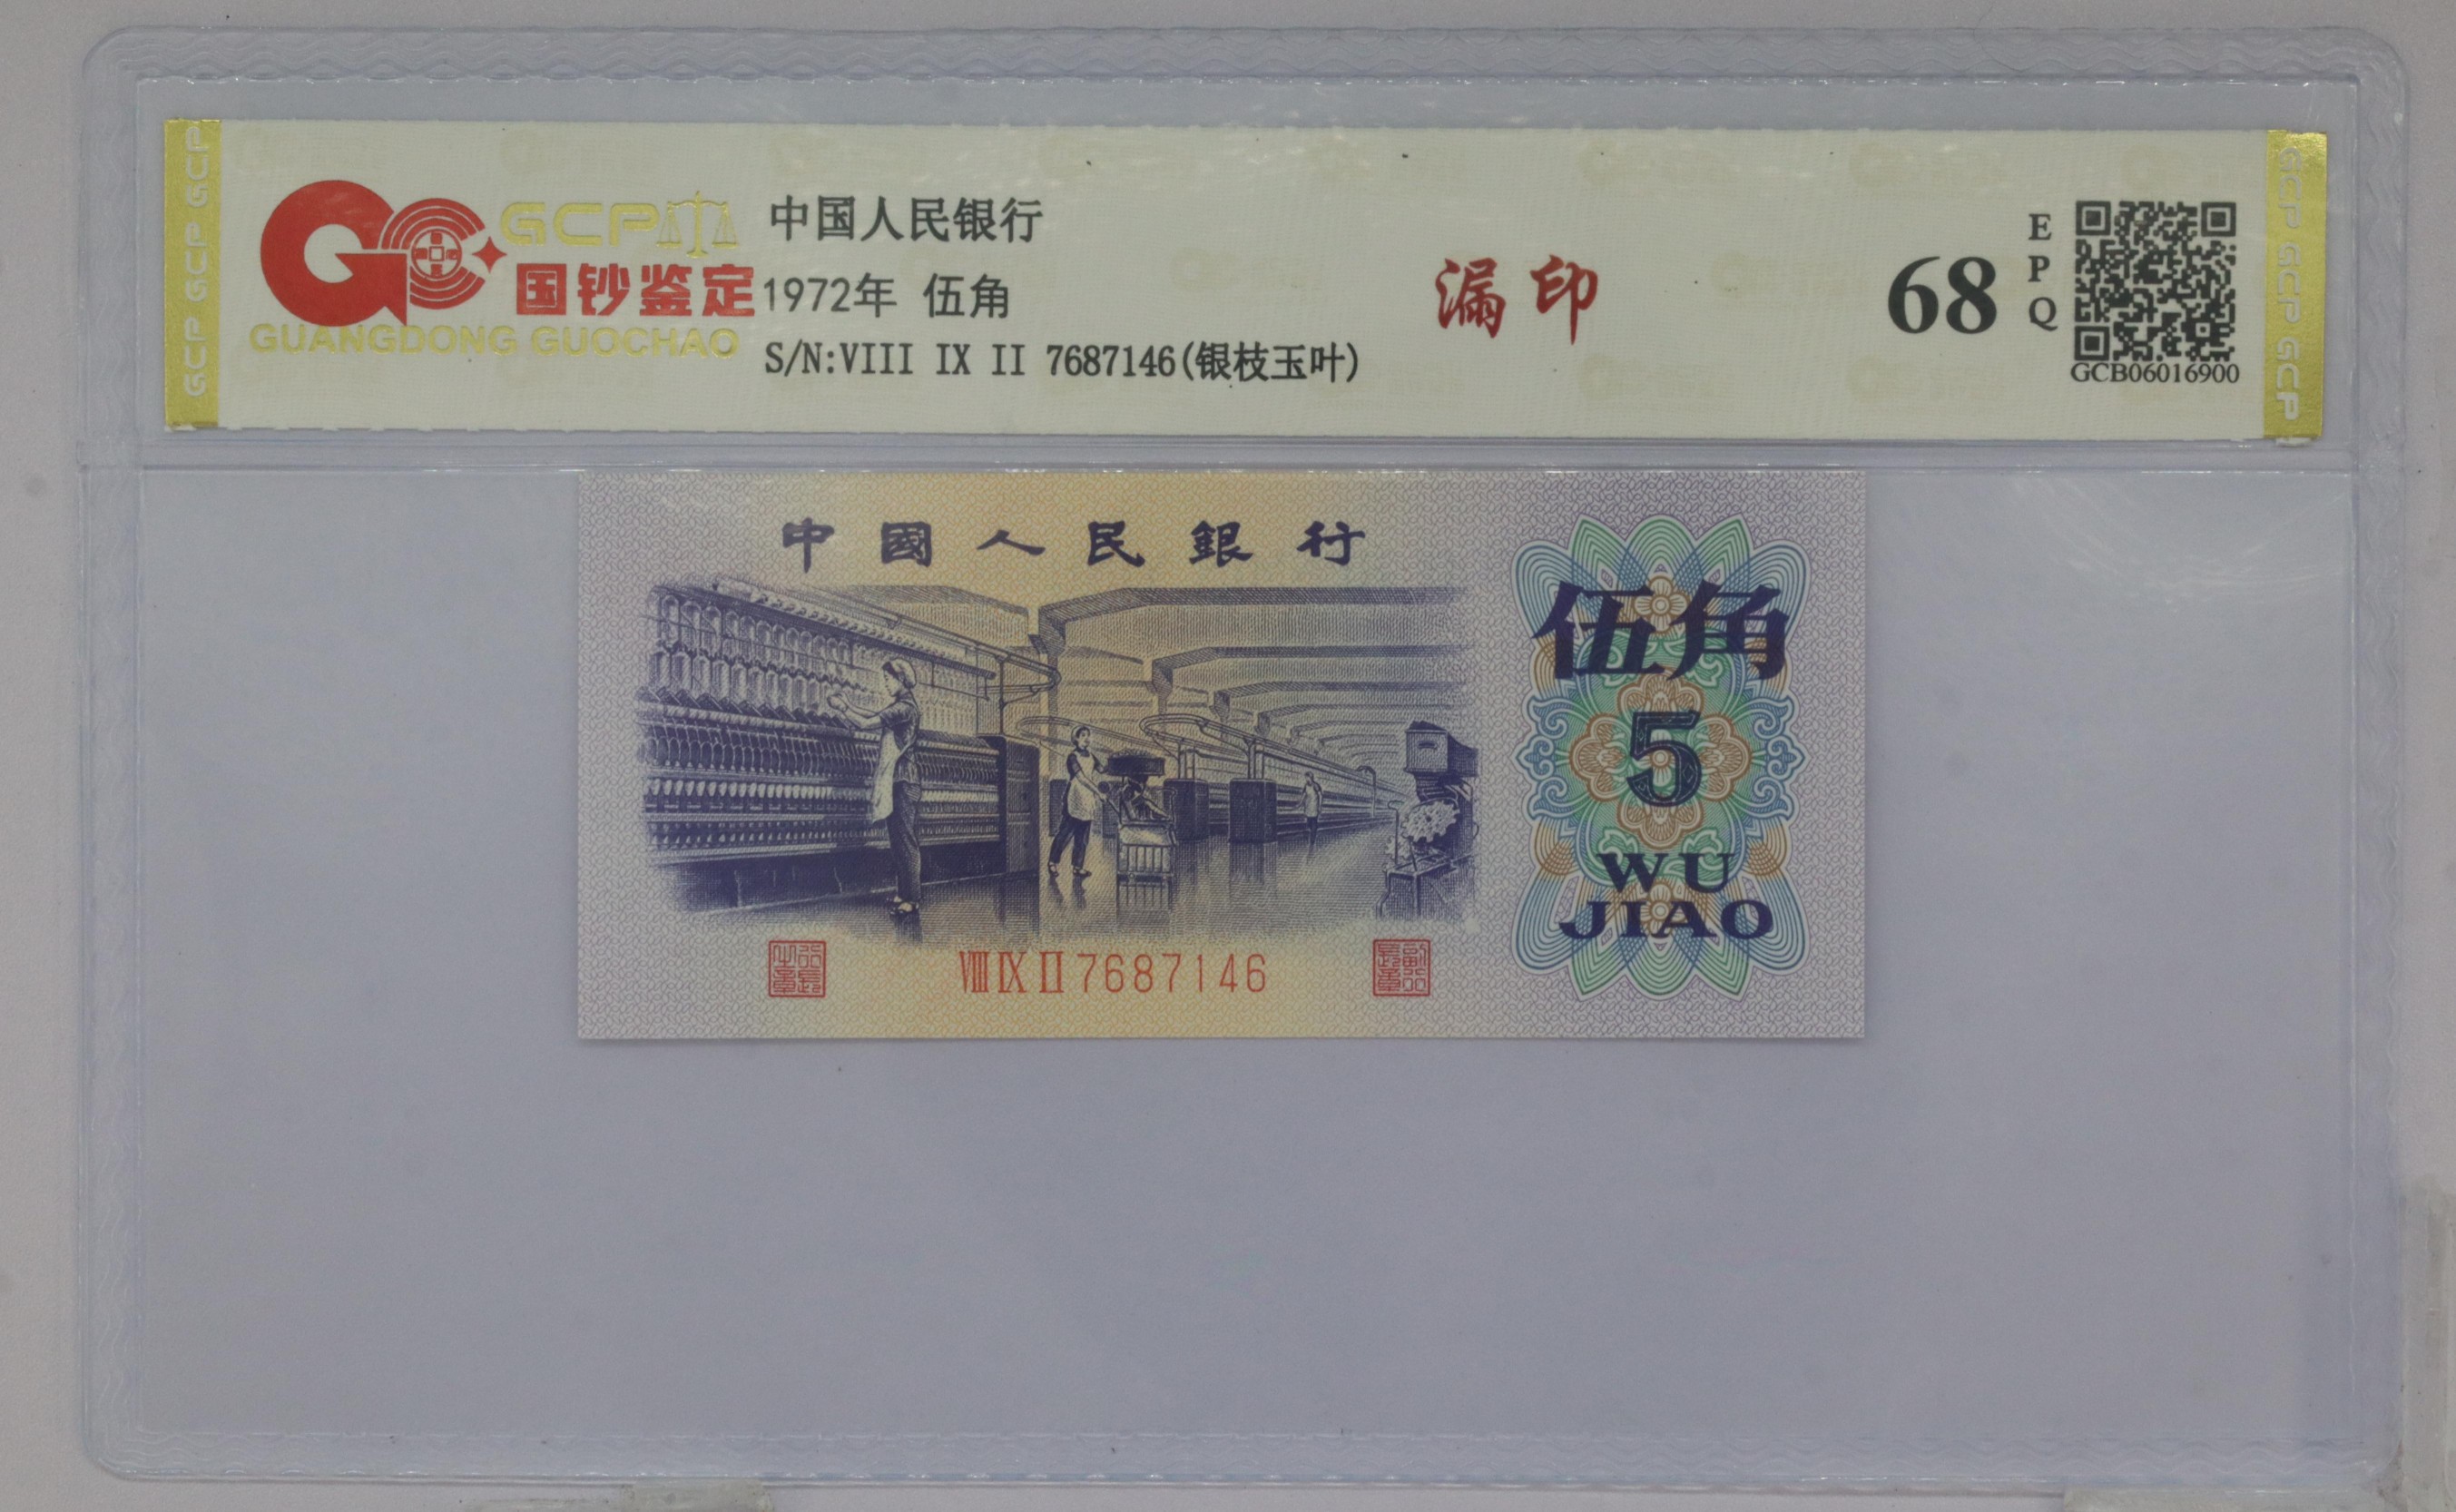 GCP
国钞鉴定
GUANGDONG GUOCHAO
中国人民银行
1972年 伍角
S/N:VIII IX II 7687146(银枝玉叶)
漏印
68
EPQ
GCB06016900
GCP GCP GCP
GCP GCP GCP
中國人民銀行
伍角
5
WU
JIAO
VIII IX II 7687146